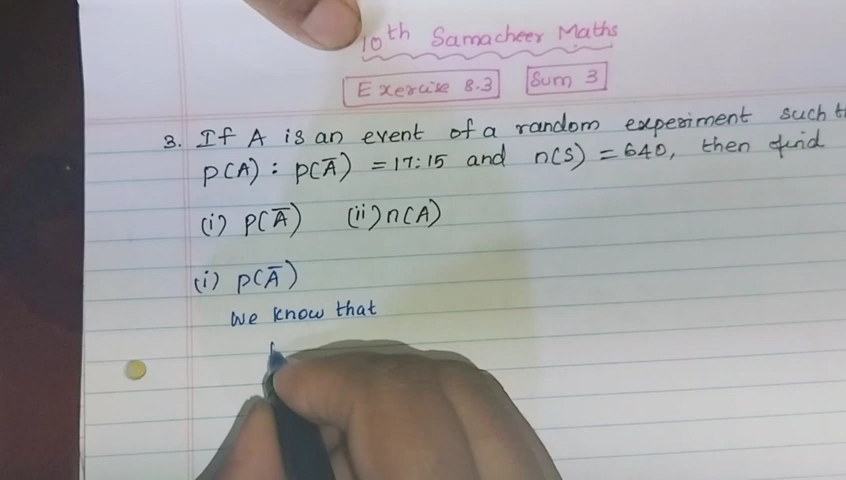 10th Samacheer Maths
Exercise 8.3 Sum 3
3. If A is an event of a random experiment such
P(A) : P(A̅) = 17:15 and n(S) = 640, then find
(i) P(A̅) (ii) n(A)
(i) P(A̅)
We know that